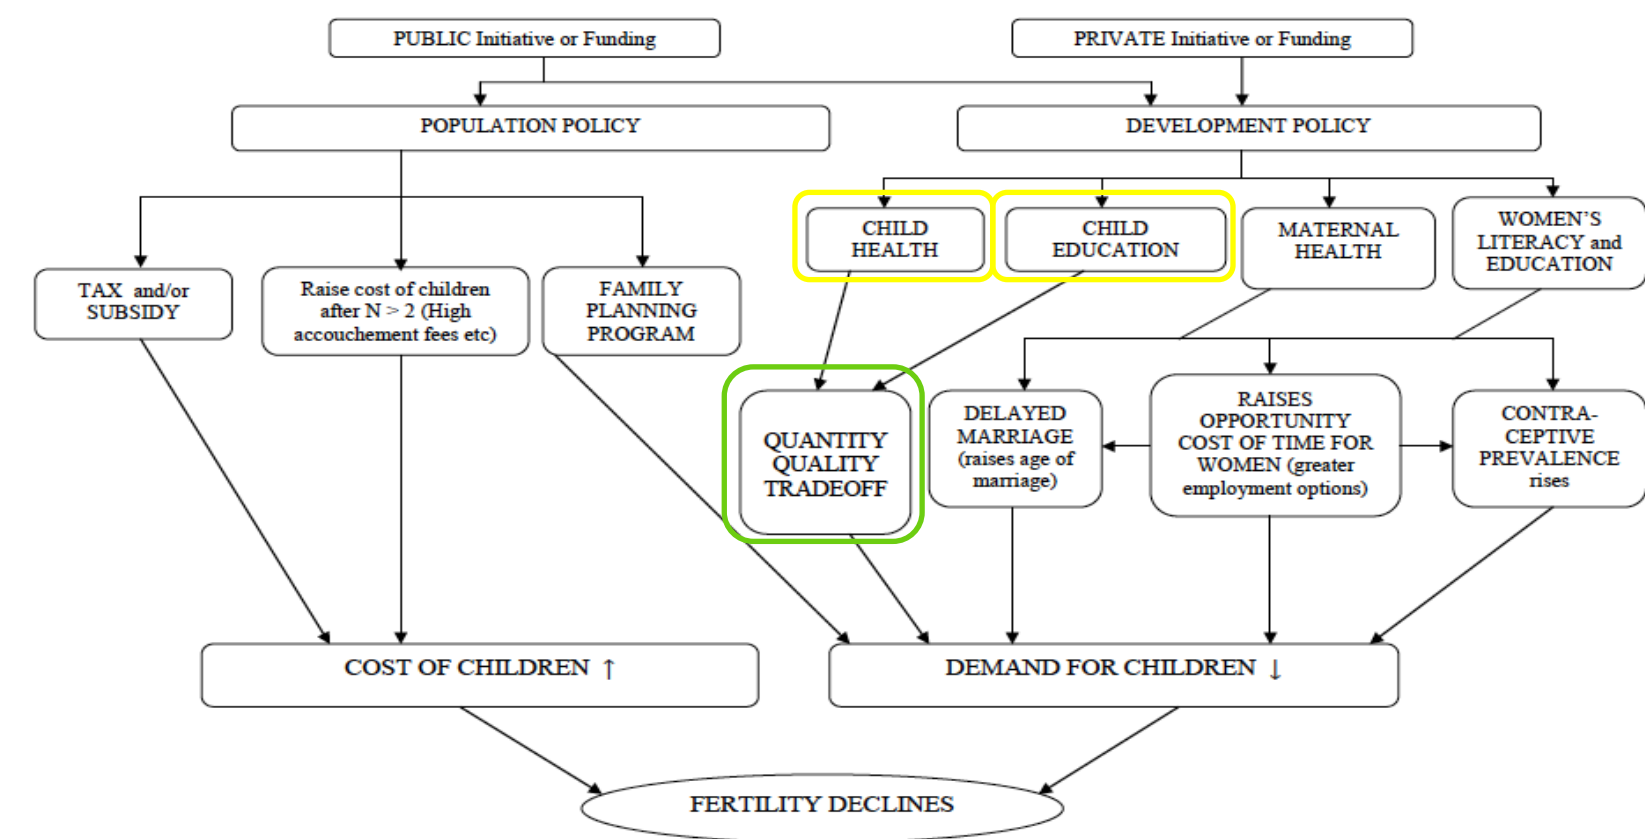 PUBLIC Initiative or Funding
PRIVATE Initiative or Funding
POPULATION POLICY
DEVELOPMENT POLICY
CHILD
HEALTH
CHILD
EDUCATION
MATERNAL
HEALTH
WOMEN'S
LITERACY and
EDUCATION
TAX and/or
SUBSIDY
Raise cost of children
after N > 2 (High
accouchement fees etc)
FAMILY
PLANNING
PROGRAM
QUANTITY
QUALITY
TRADEOFF
DELAYED
MARRIAGE
(raises age of
marriage)
RAISES
OPPORTUNITY
COST OF TIME FOR
WOMEN (greater
employment options)
CONTRA-
CEPTIVE
PREVALENCE
rises
COST OF CHILDREN ↑
DEMAND FOR CHILDREN ↓
FERTILITY DECLINES